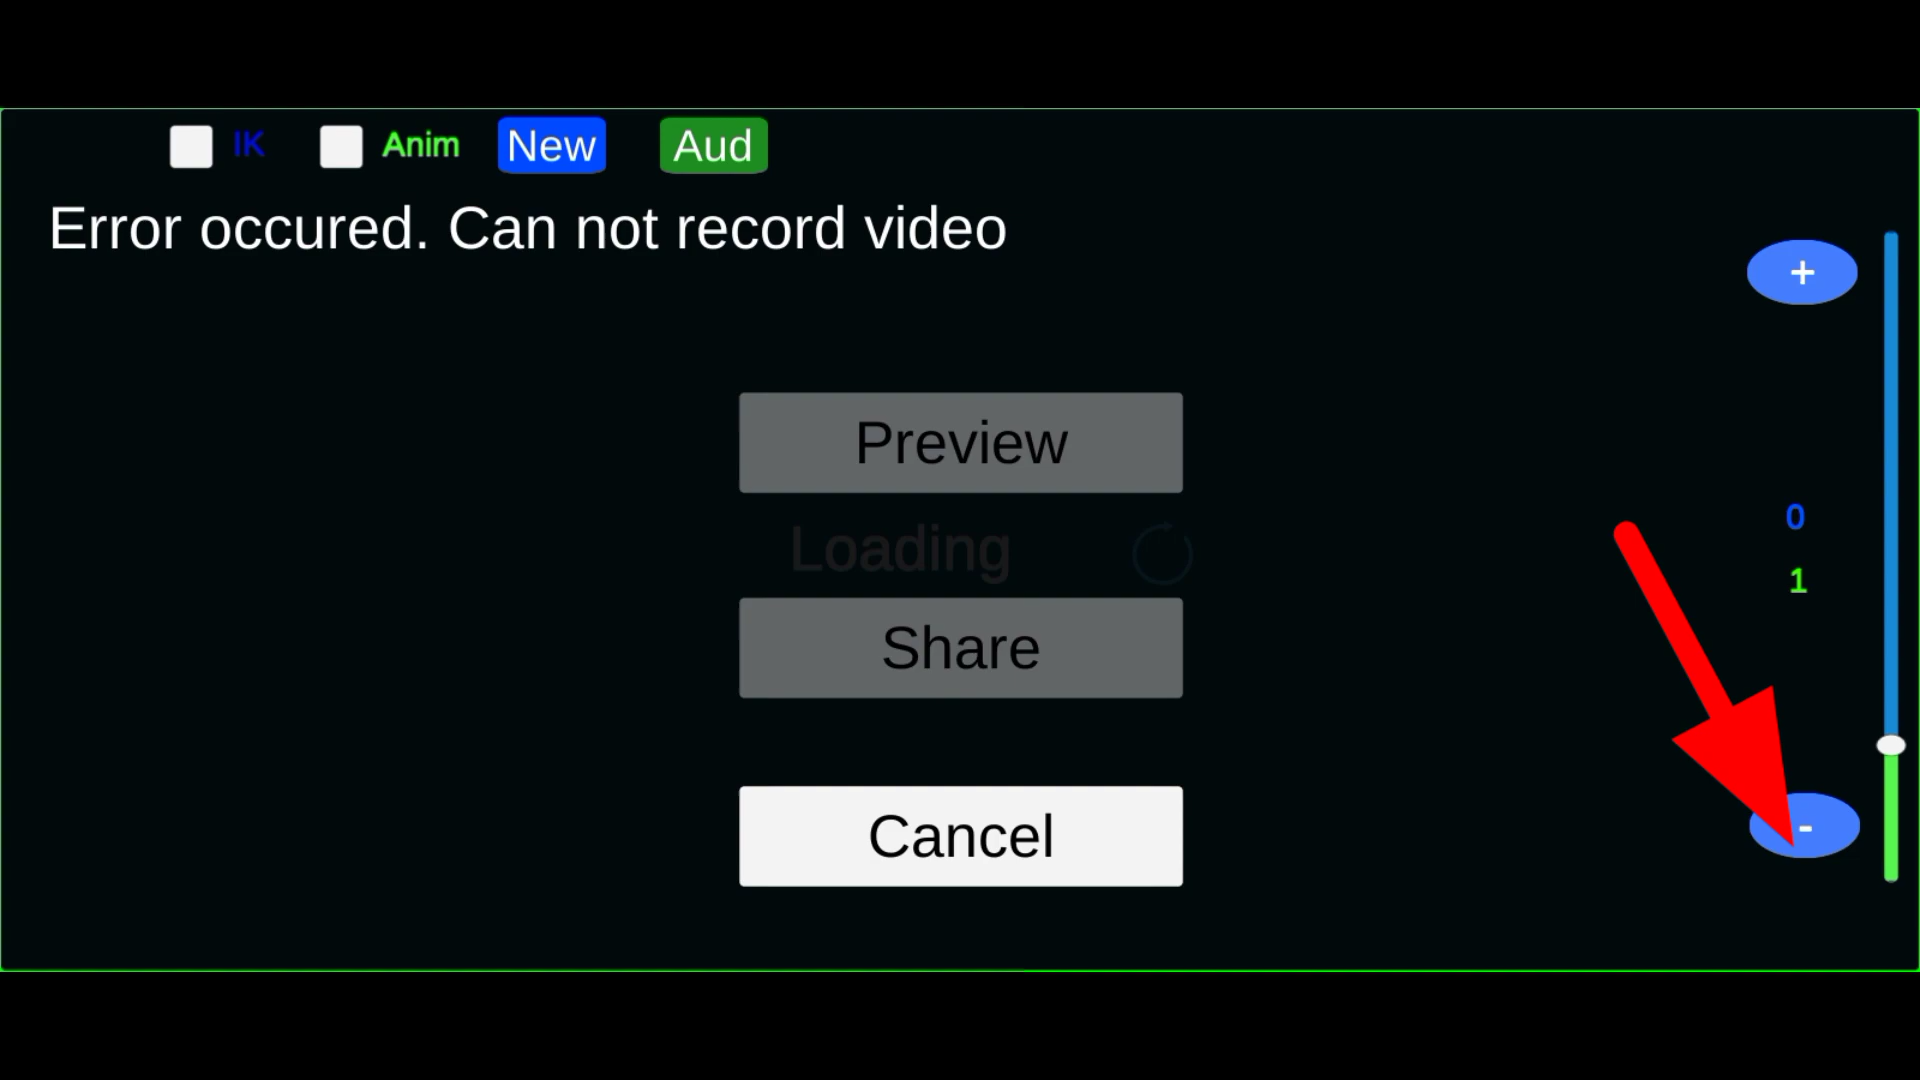 IK Anim New Aud
Error occured. Can not record video
+
Preview
0
Loading
1
Share
-
Cancel